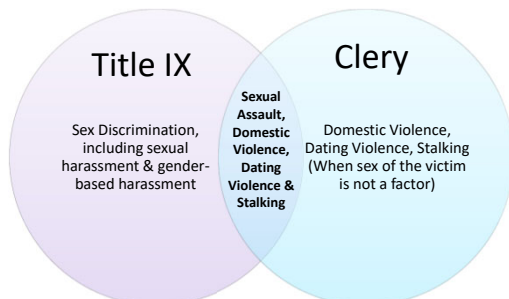 Title IX
Sex Discrimination,
including sexual
harassment & gender-
based harassment
Sexual
Assault,
Domestic
Violence,
Dating
Violence &
Stalking
Clery
Domestic Violence,
Dating Violence, Stalking
(When sex of the victim
is not a factor)